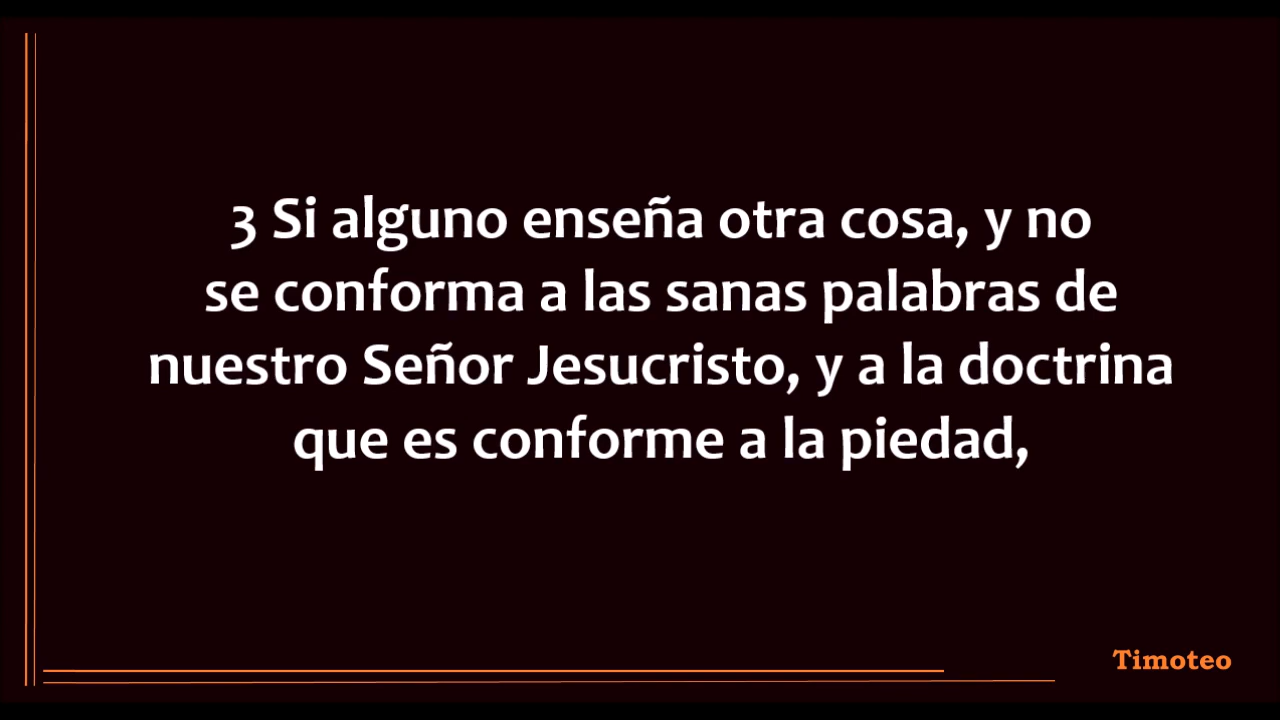 3 Si alguno enseña otra cosa, y no
se conforma a las sanas palabras de
nuestro Señor Jesucristo, y a la doctrina
que es conforme a la piedad,
Timoteo